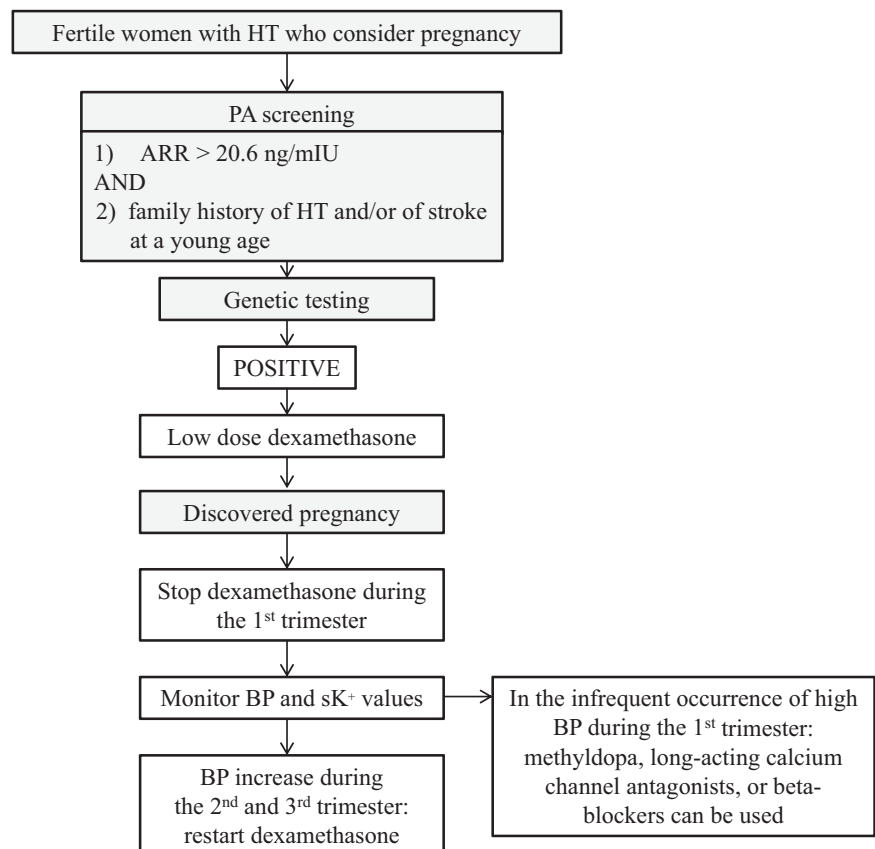 Fertile women with HT who consider pregnancy
PA screening
1) ARR > 20.6 ng/mIU
AND
2) family history of HT and/or of stroke
at a young age
Genetic testing
POSITIVE
Low dose dexamethasone
Discovered pregnancy
Stop dexamethasone during
the 1st trimester
Monitor BP and sK+ values
In the infrequent occurrence of high
BP during the 1st trimester:
methyldopa, long-acting calcium
channel antagonists, or beta-
blockers can be used
BP increase during
the 2nd and 3rd trimester:
restart dexamethasone